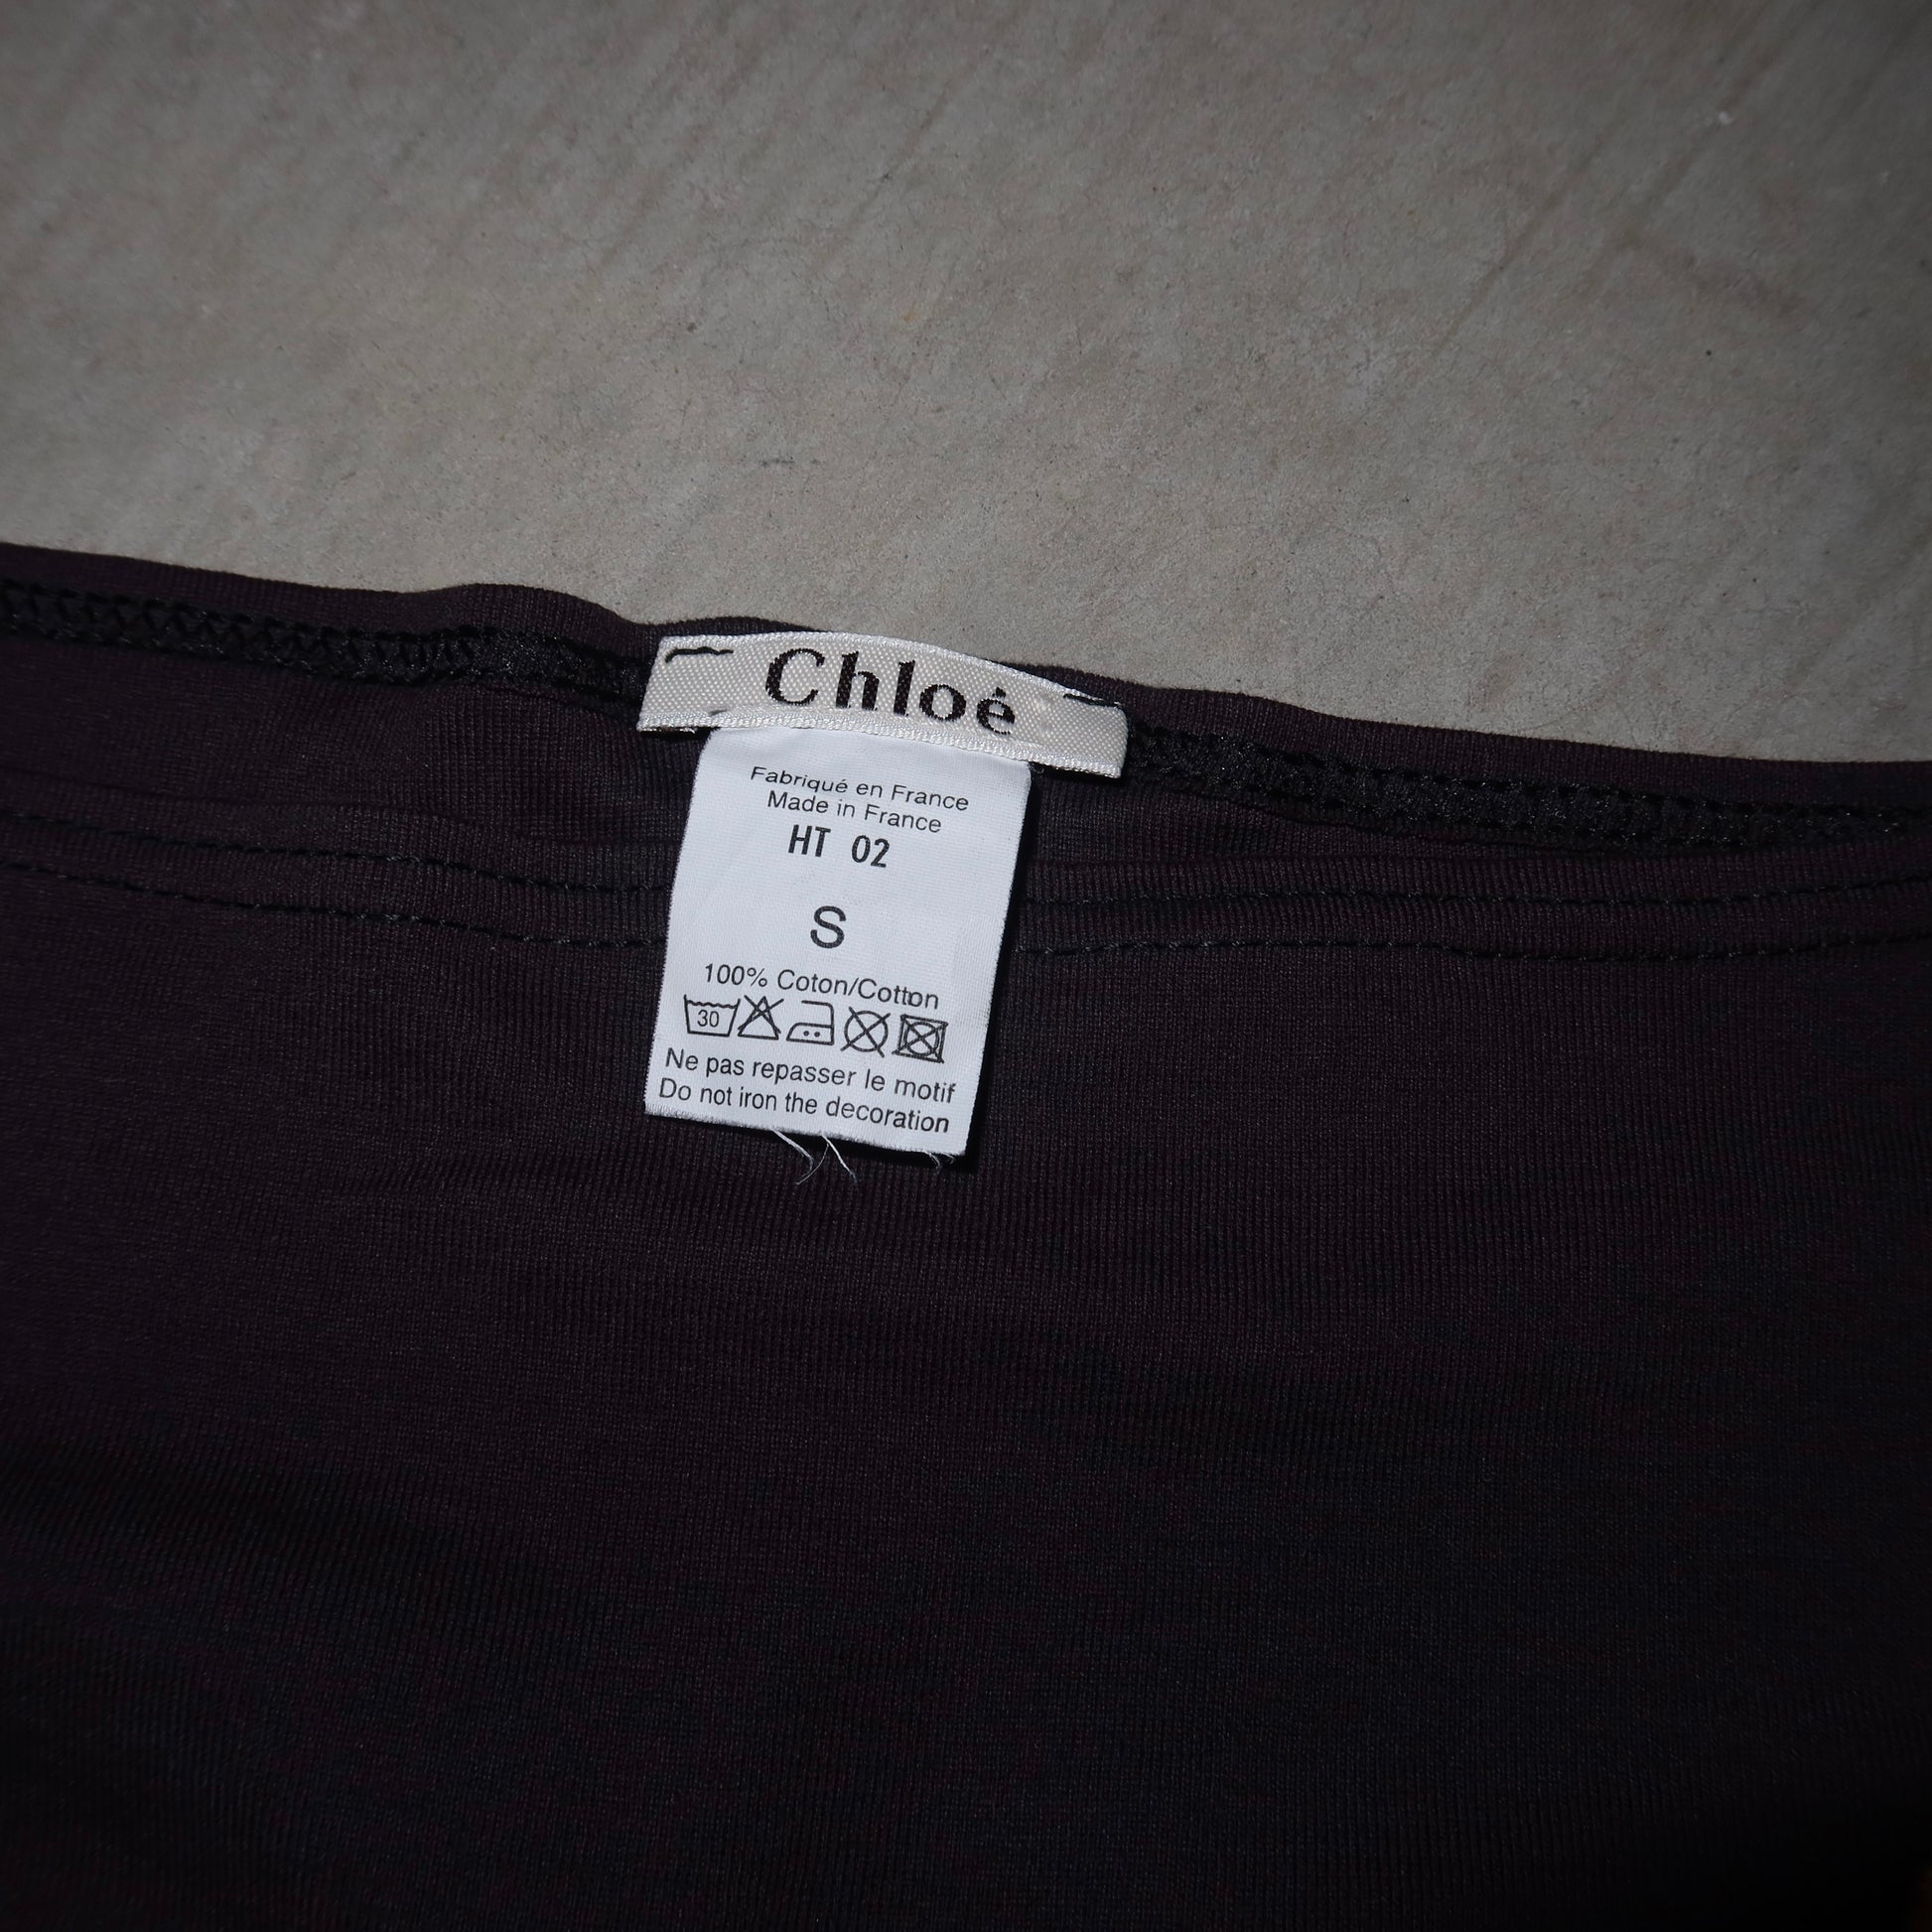 Chloé
Fabriqué en France
Made in France
HT 02
S
100% Coton/Cotton
30
Ne pas repasser le motif
Do not iron the decoration